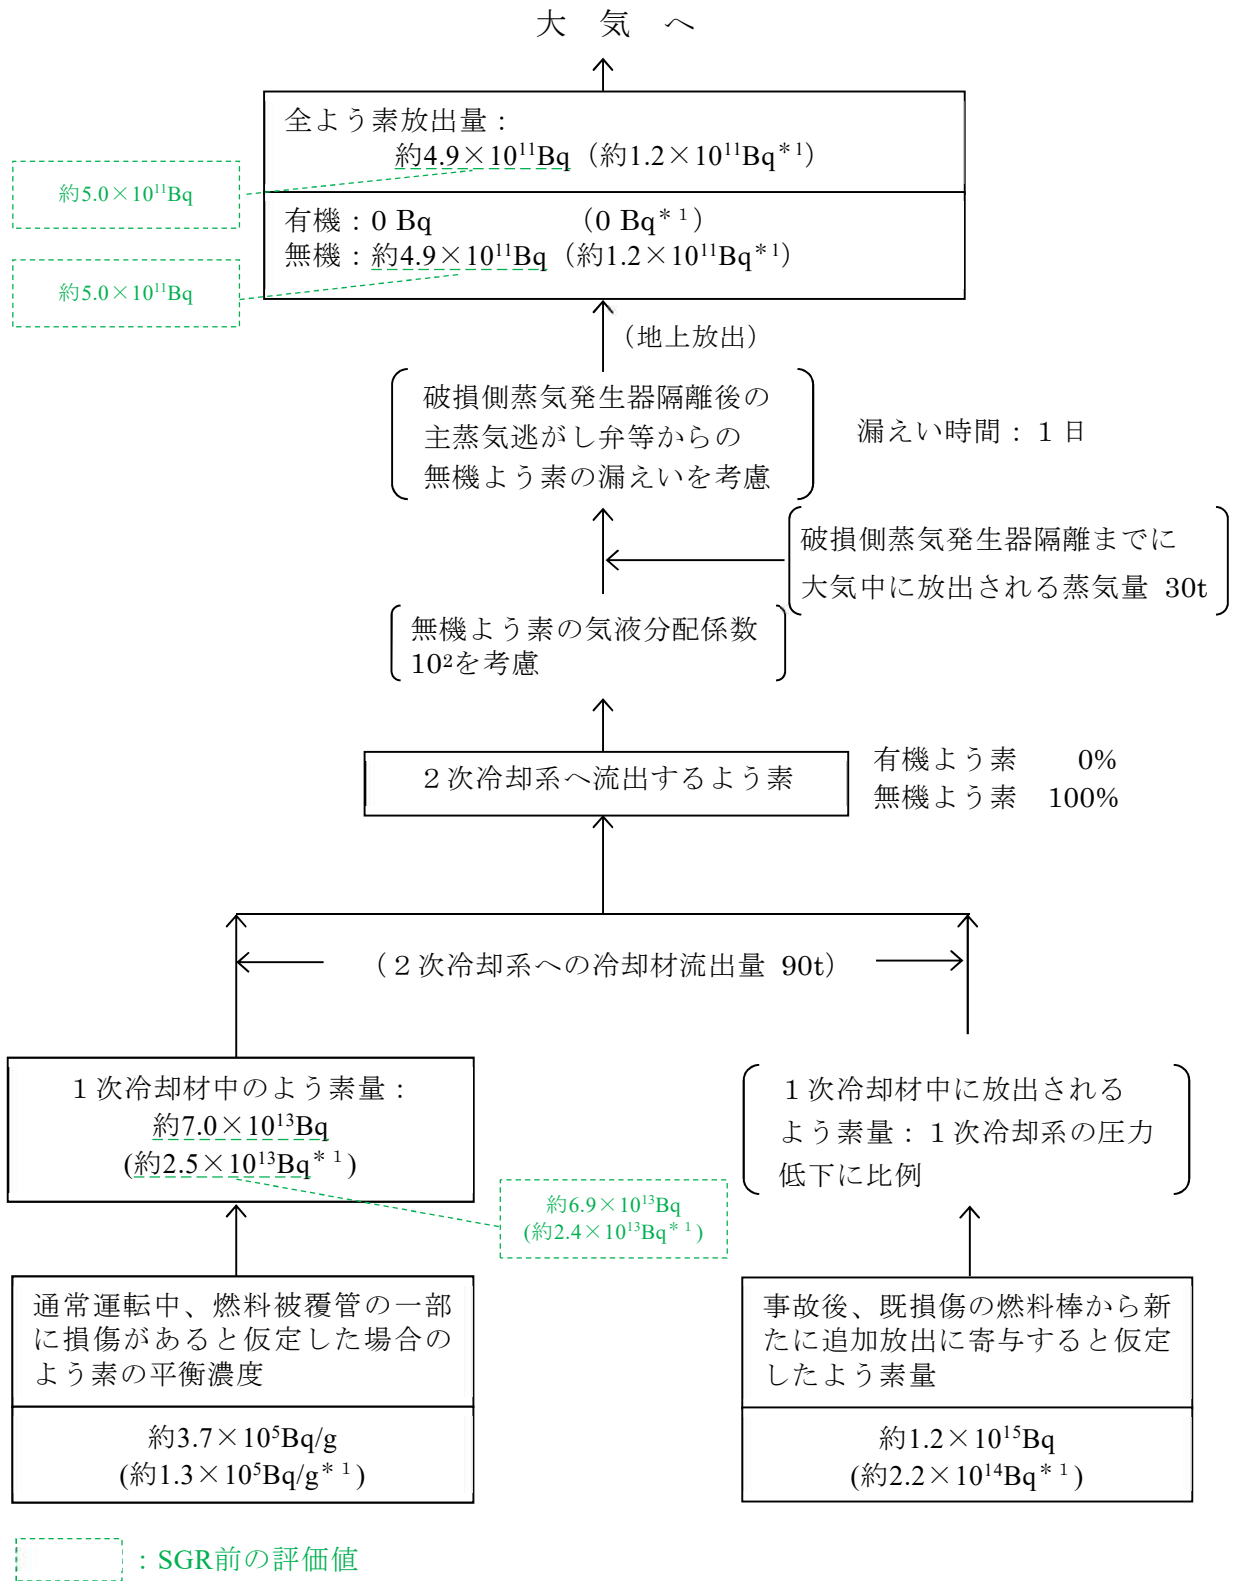 大 気 へ
全よう素放出量：
約4.9×10¹¹Bq（約1.2×10¹¹Bq＊¹）
約5.0×10¹¹Bq
有機：0 Bq （0 Bq＊¹）
無機：約4.9×10¹¹Bq（約1.2×10¹¹Bq＊¹）
約5.0×10¹¹Bq
（地上放出）
破損側蒸気発生器隔離後の
主蒸気逃がし弁等からの
無機よう素の漏えいを考慮
漏えい時間：１日
破損側蒸気発生器隔離までに
大気中に放出される蒸気量 30t
無機よう素の気液分配係数
10²を考慮
２次冷却系へ流出するよう素
有機よう素 0%
無機よう素 100%
（２次冷却系への冷却材流出量 90t）
１次冷却材中のよう素量：
約7.0×10¹³Bq
(約2.5×10¹³Bq＊¹)
約6.9×10¹³Bq
(約2.4×10¹³Bq＊¹)
１次冷却材中に放出される
よう素量：１次冷却系の圧力
低下に比例
通常運転中、燃料被覆管の一部
に損傷があると仮定した場合の
よう素の平衡濃度
約3.7×10⁵Bq/g
(約1.3×10⁵Bq/g＊¹)
事故後、既損傷の燃料棒から新
たに追加放出に寄与すると仮定
したよう素量
約1.2×10¹⁵Bq
(約2.2×10¹⁴Bq＊¹)
：SGR前の評価値